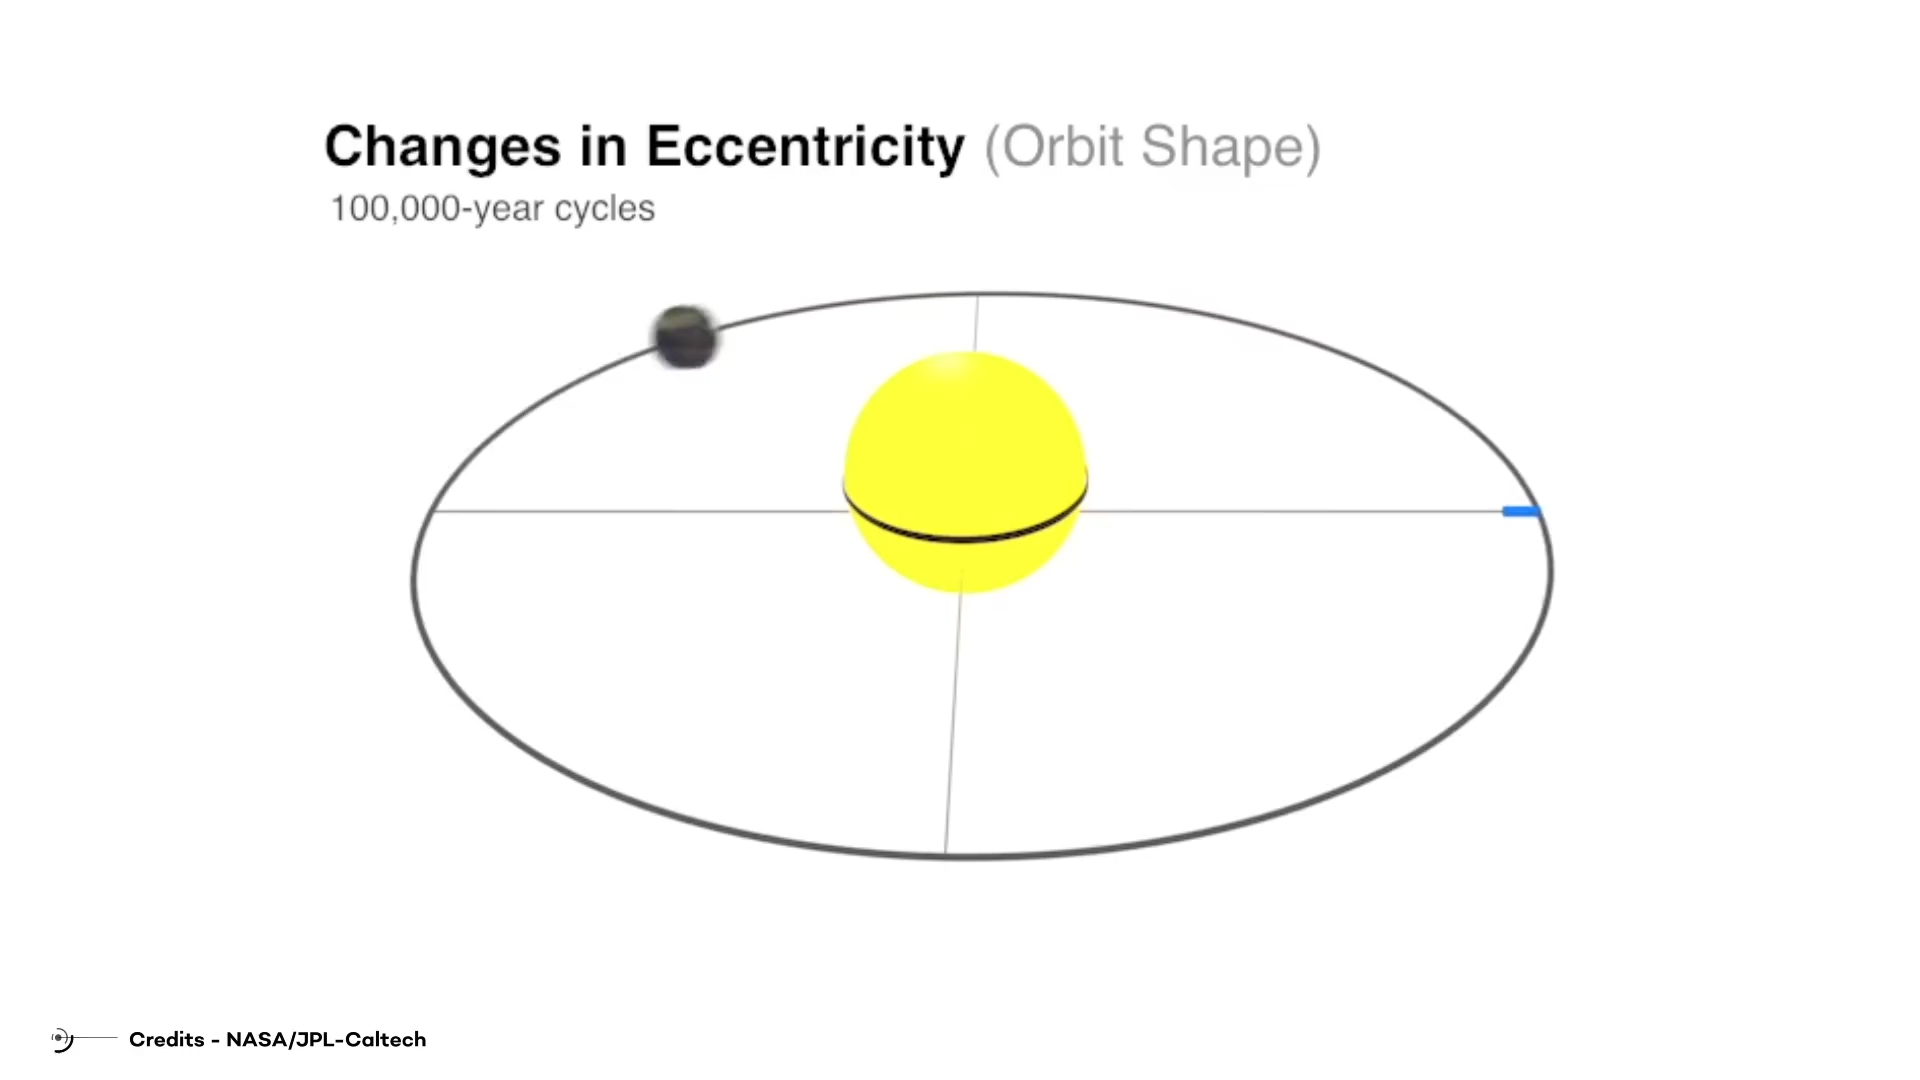 Changes in Eccentricity (Orbit Shape)
100,000-year cycles
Credits - NASA/JPL-Caltech